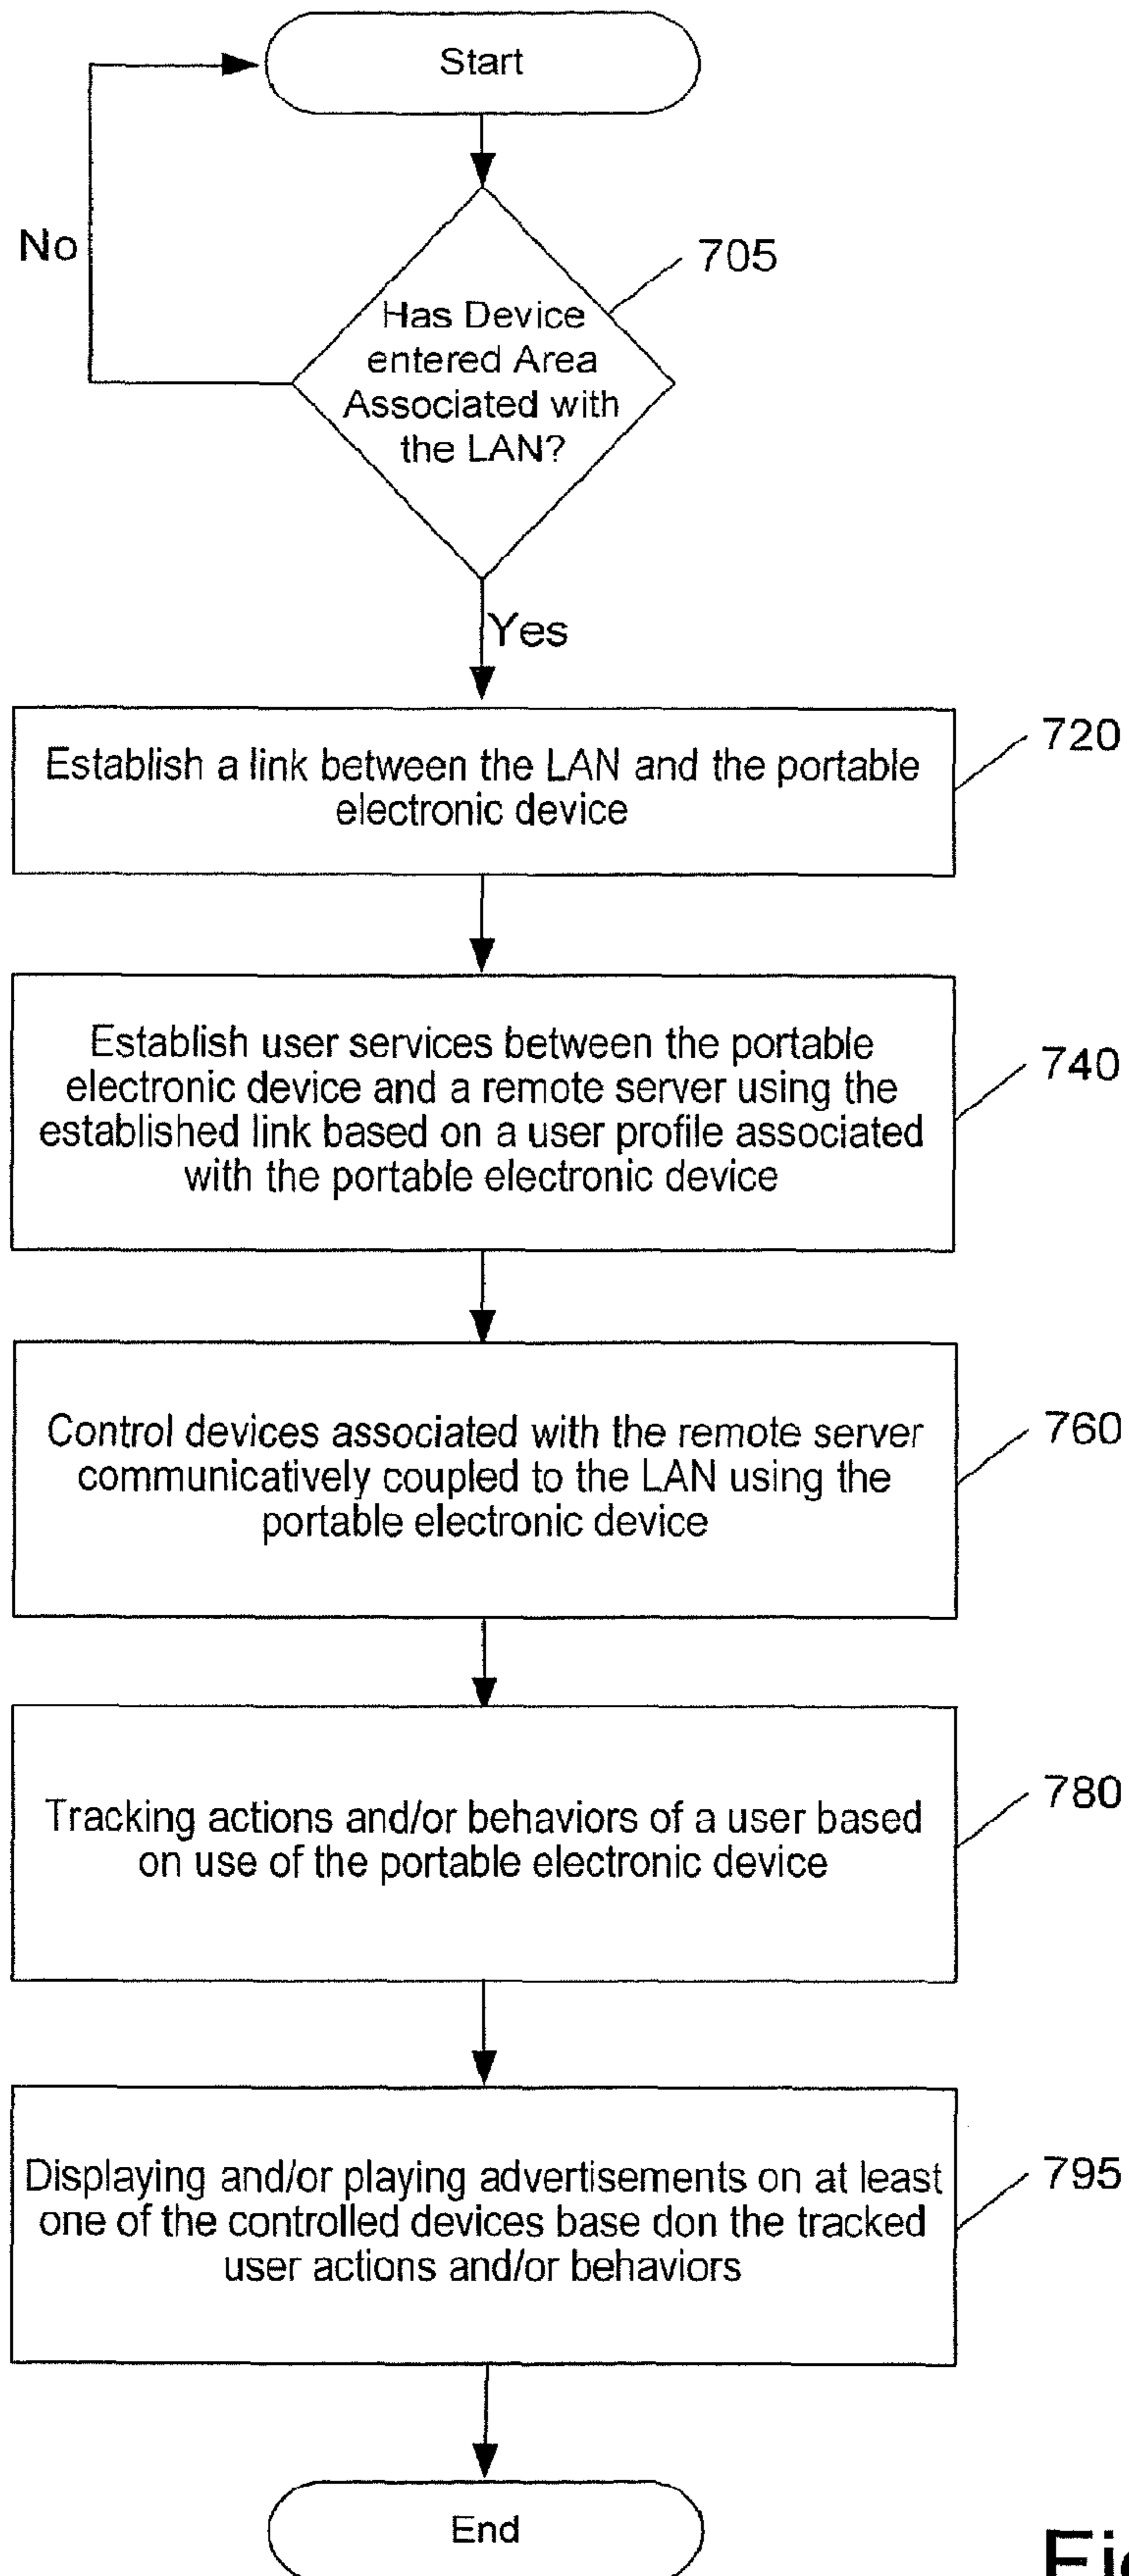 Start
No
705
Has Device
entered Area
Associated with
the LAN?
Yes
720
Establish a link between the LAN and the portable
electronic device
740
Establish user services between the portable
electronic device and a remote server using the
established link based on a user profile associated
with the portable electronic device
760
Control devices associated with the remote server
communicatively coupled to the LAN using the
portable electronic device
780
Tracking actions and/or behaviors of a user based
on use of the portable electronic device
795
Displaying and/or playing advertisements on at least
one of the controlled devices base don the tracked
user actions and/or behaviors
End